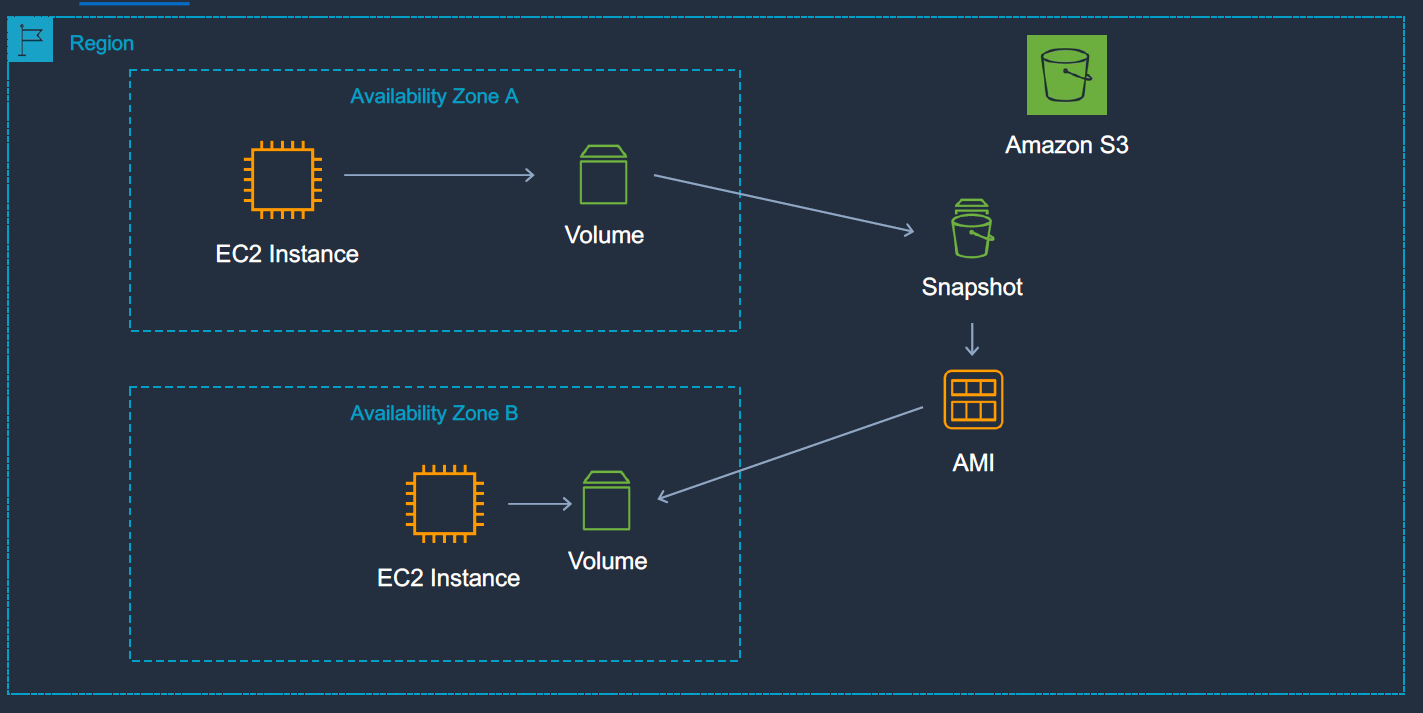 Region
Availability Zone A
Amazon S3
EC2 Instance
Volume
Snapshot
Availability Zone B
AMI
EC2 Instance
Volume